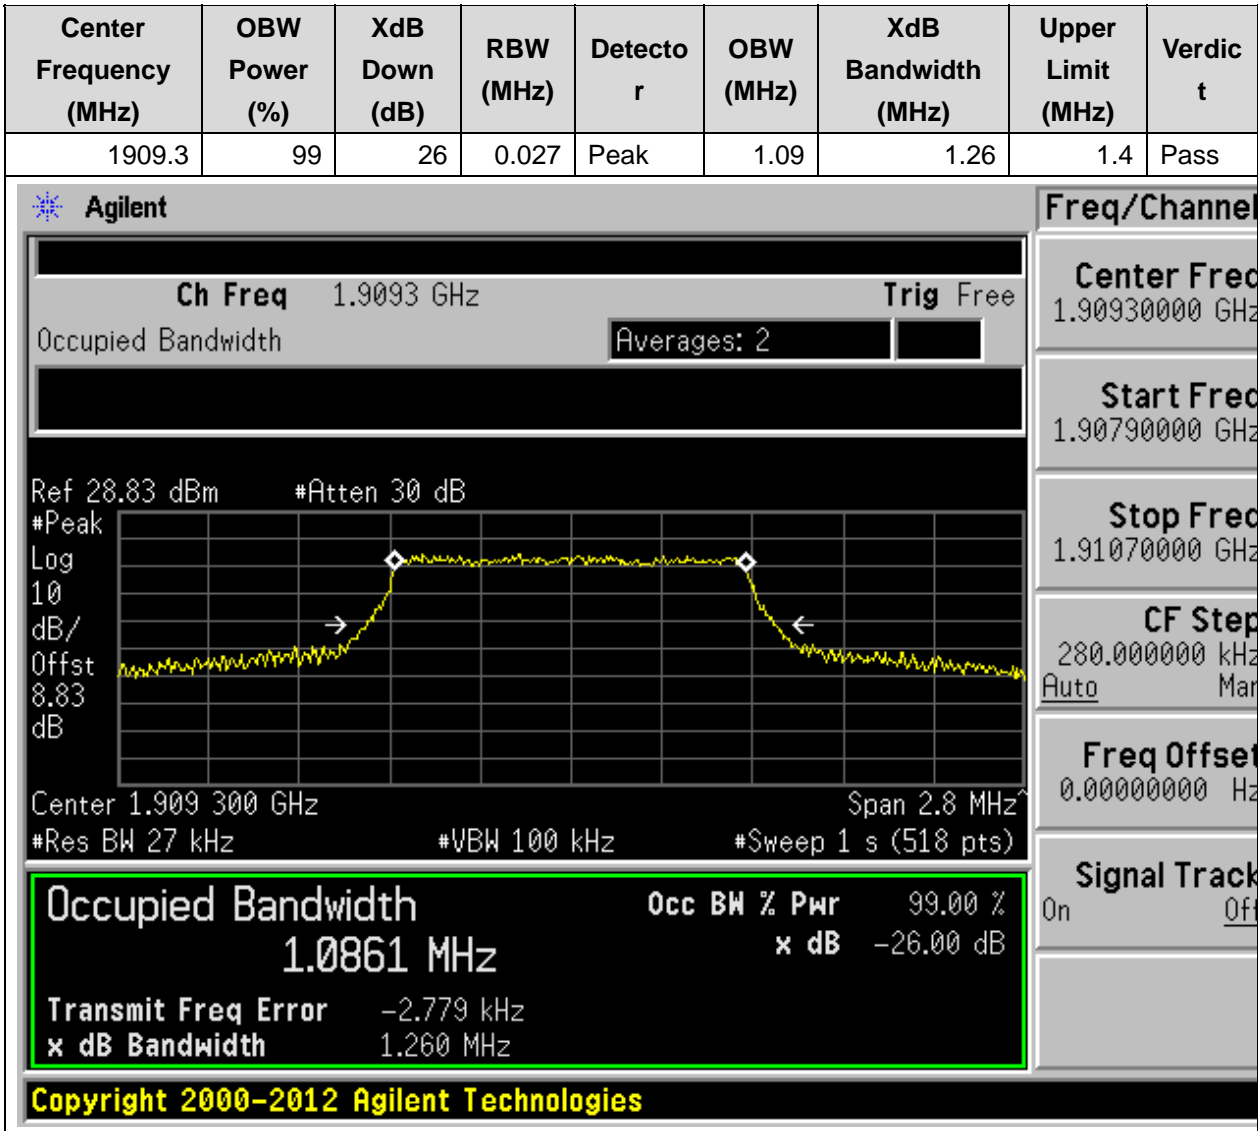 Center Frequency (MHz) OBW Power (%) XdB Down (dB) RBW (MHz) Detecto r OBW (MHz) XdB Bandwidth (MHz) Upper Limit (MHz) Verdic t
1909.3 99 26 0.027 Peak 1.09 1.26 1.4 Pass
Agilent
Freq/Channel
Ch Freq 1.9093 GHz Trig Free
Occupied Bandwidth Averages: 2
Center Freq
1.90930000 GHz
Start Freq
1.90790000 GHz
Stop Freq
1.91070000 GHz
CF Step
280.000000 kHz
Auto Man
Freq Offset
0.00000000 Hz
Signal Track
On Off
Ref 28.83 dBm #Atten 30 dB
#Peak
Log
10
dB/
Offst
8.83
dB
Center 1.909 300 GHz Span 2.8 MHz^
#Res BW 27 kHz #VBW 100 kHz #Sweep 1 s (518 pts)
Occupied Bandwidth Occ BW % Pwr 99.00 %
1.0861 MHz x dB -26.00 dB
Transmit Freq Error -2.779 kHz
x dB Bandwidth 1.260 MHz
Copyright 2000-2012 Agilent Technologies